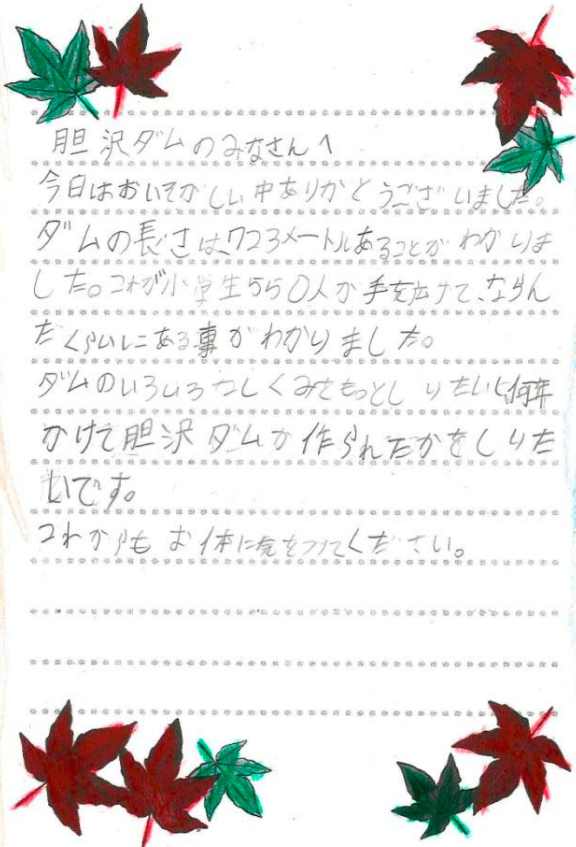 胆沢ダムのみなさんへ
今日はおいそがしい中ありがとうございました。
ダムの長さは、723メートルあることがわかりま
した。これが小学生550人が手を広げて、ならん
だくらいにある事がわかりました。
ダムのいろいろなしくみをもっとしりたいと何年
かけて胆沢ダムが作られたかをしりた
いです。
これからもお体に気をつけてください。